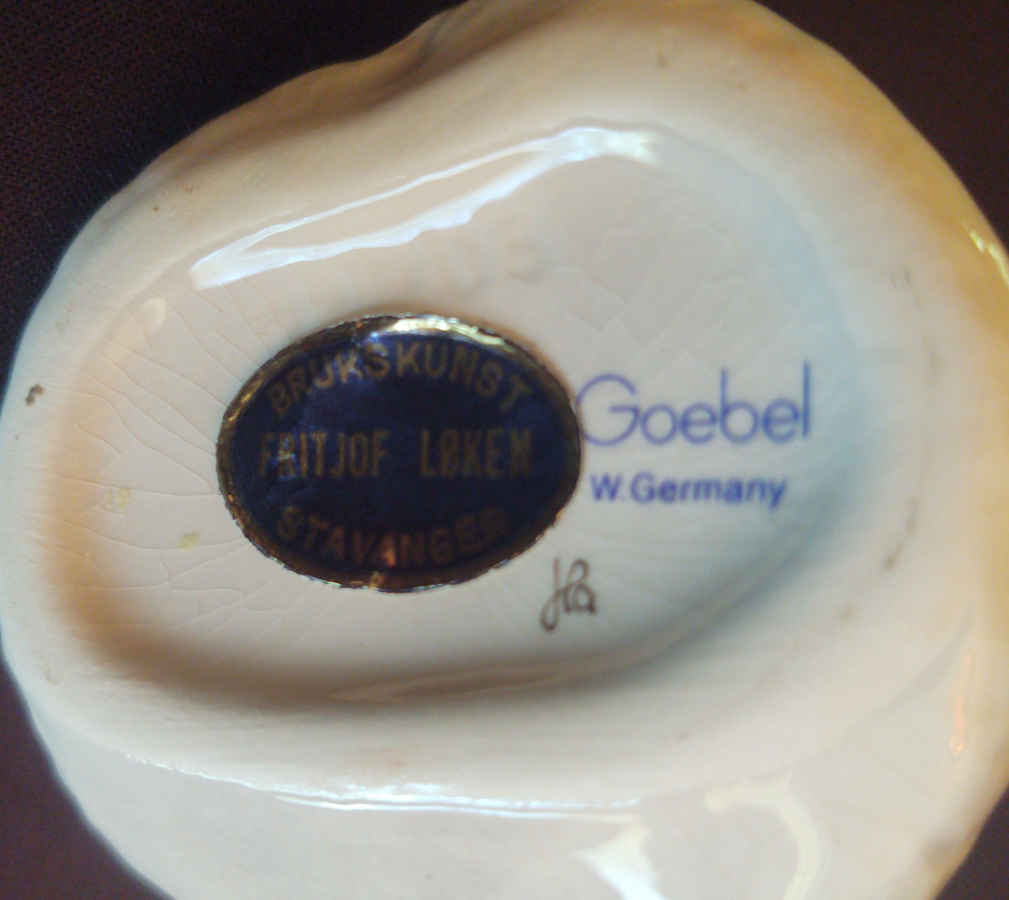 BRUKSKUNST
FRITJOF LØKEN
STAVANGER
Goebel
W. Germany